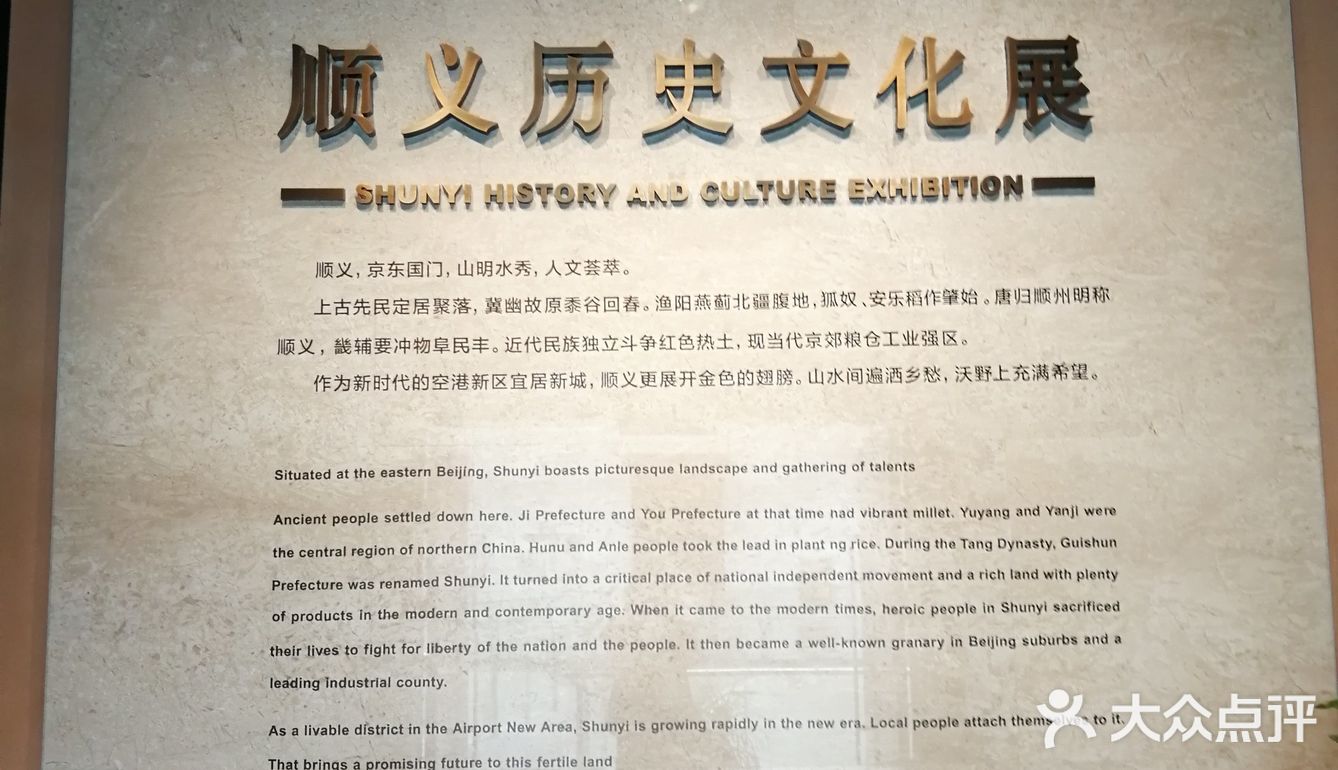 顺义历史文化展
SHUNYI HISTORY AND CULTURE EXHIBITION
顺义，京东国门，山明水秀，人文荟萃。
上古先民定居聚落，冀幽故原黍谷回春。渔阳燕蓟北疆腹地，狐奴、安乐稻作肇始。唐归顺州明称
顺义，畿辅要冲物阜民丰。近代民族独立斗争红色热土，现当代京郊粮仓工业强区。
作为新时代的空港新区宜居新城，顺义更展开金色的翅膀。山水间遍洒乡愁，沃野上充满希望。
Situated at the eastern Beijing, Shunyi boasts picturesque landscape and gathering of talents
Ancient people settled down here. Ji Prefecture and You Prefecture at that time had vibrant millet. Yuyang and Yanji were
the central region of northern China. Hunu and Anle people took the lead in plant ng rice. During the Tang Dynasty, Guishun
Prefecture was renamed Shunyi. It turned into a critical place of national independent movement and a rich land with plenty
of products in the modern and contemporary age. When it came to the modern times, heroic people in Shunyi sacrificed
their lives to fight for liberty of the nation and the people. It then became a well-known granary in Beijing suburbs and a
leading industrial county.
As a livable district in the Airport New Area, Shunyi is growing rapidly in the new era. Local people attach themselves to it.
That brings a promising future to this fertile land
大众点评